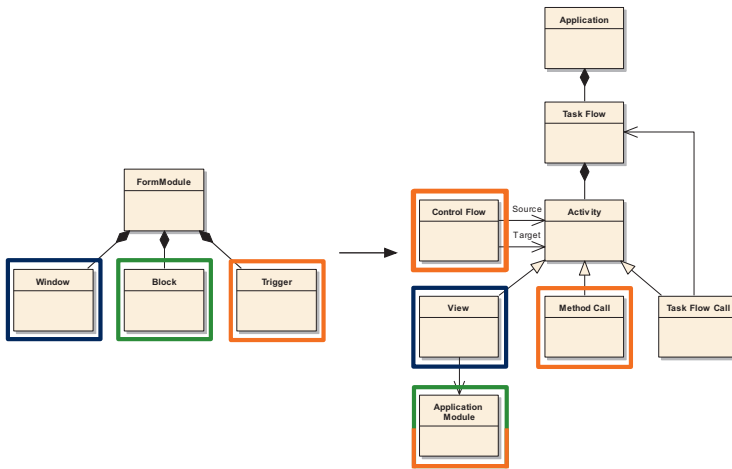 Application
Task Flow
FormModule
Control Flow
Source
Target
Activity
Window
Block
Trigger
View
Method Call
Task Flow Call
Application
Module